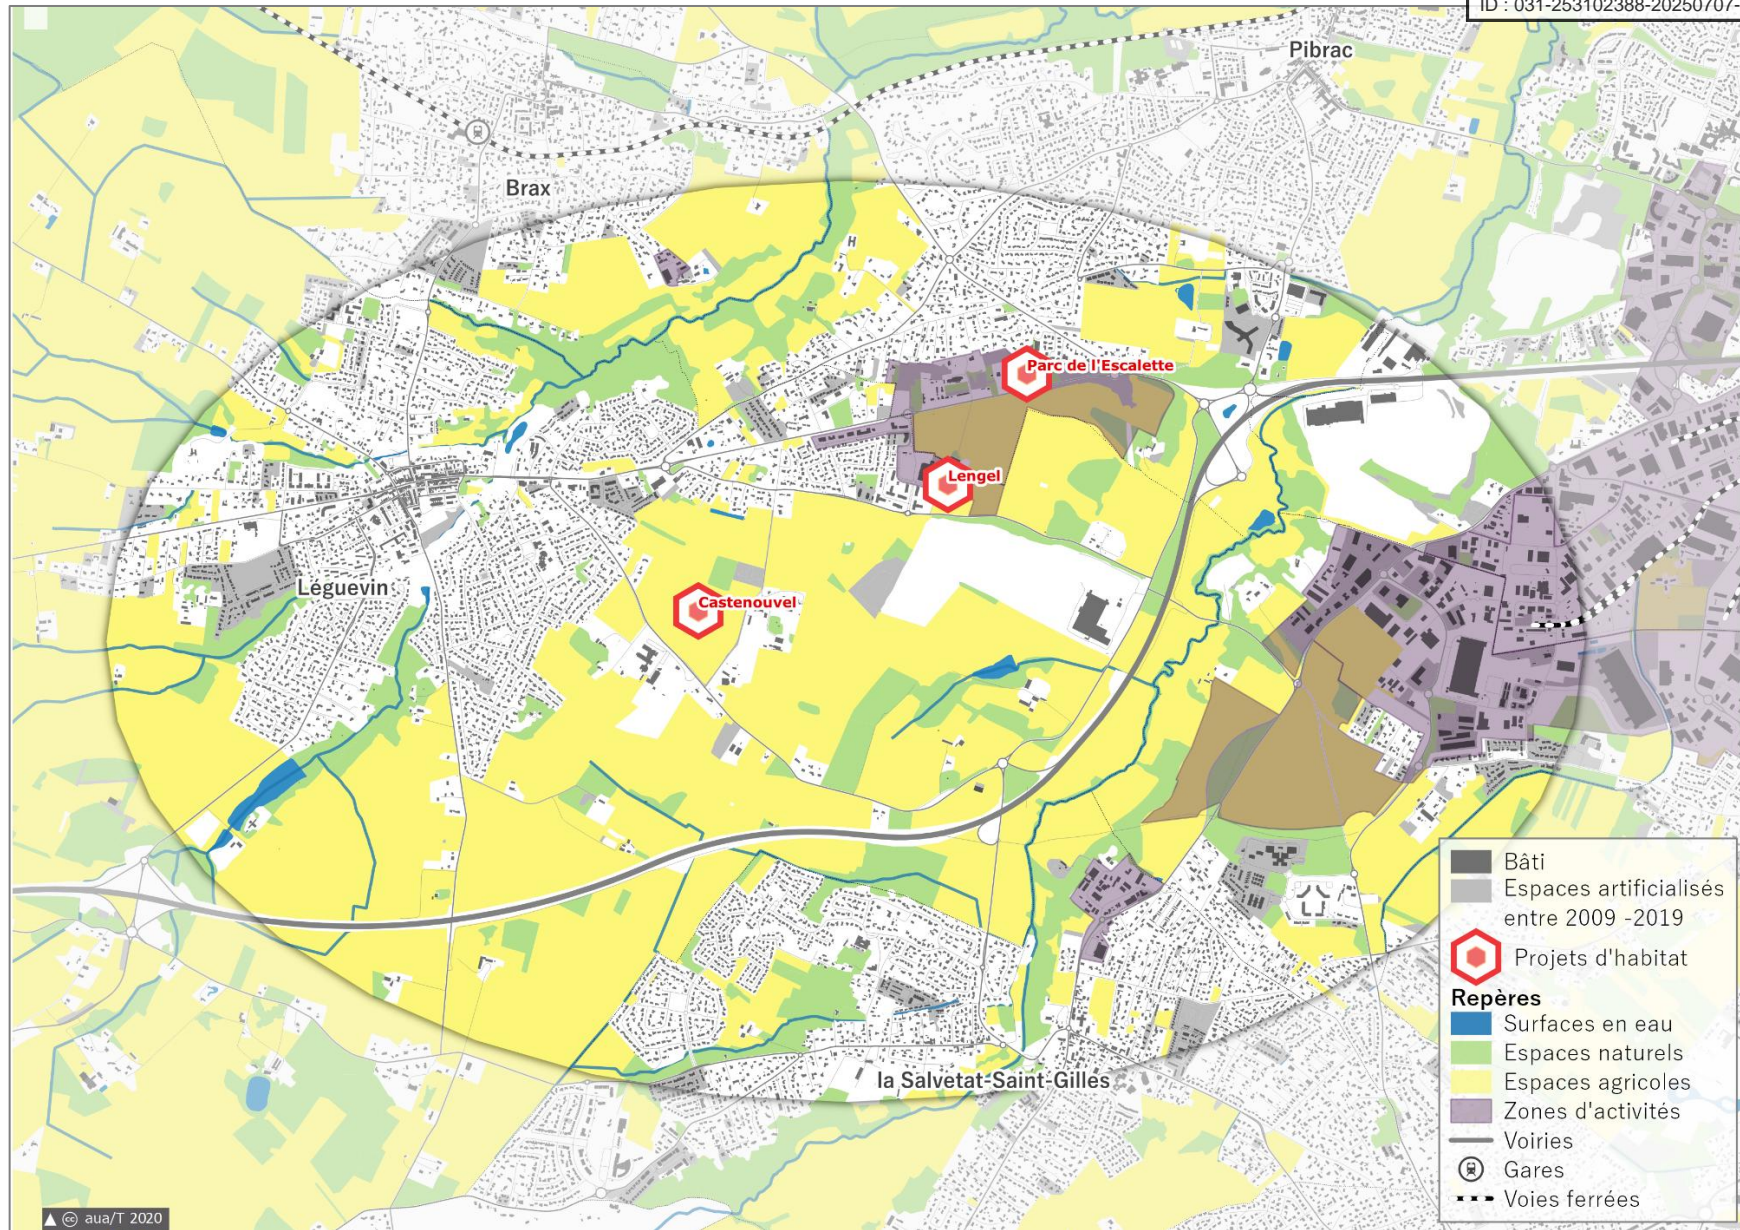 ID : 031-253102388-20250707-
Pibrac
Brax
Parc de l'Escalette
Lengel
Léguevin
Castenouvel
la Salvetat-Saint-Gilles
Bâti
Espaces artificialisés
entre 2009 -2019
Projets d'habitat
Repères
Surfaces en eau
Espaces naturels
Espaces agricoles
Zones d'activités
Voiries
Gares
Voies ferrées
cc aua/T 2020